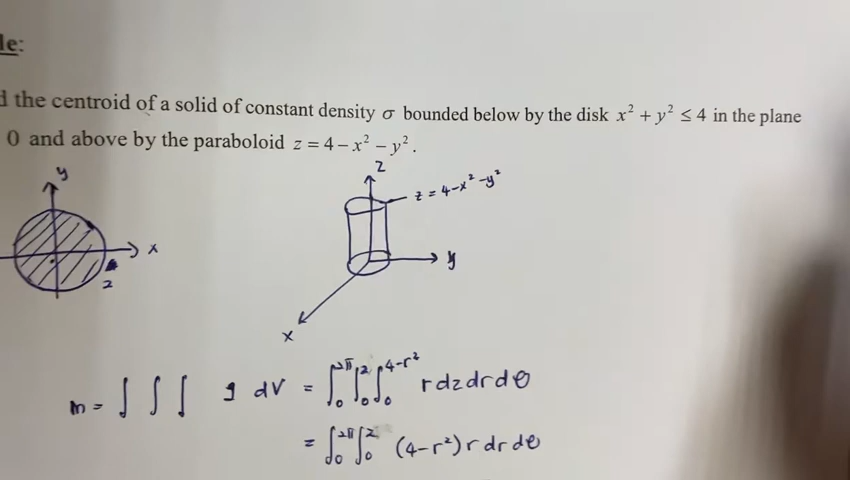 le:
d the centroid of a solid of constant density σ bounded below by the disk x² + y² ≤ 4 in the plane
0 and above by the paraboloid z = 4 − x² − y².
y
x
2
z
z = 4 − x² − y²
y
x
m = ∫ ∫ ∫ 1 dV = ∫₀^2π ∫₀^2 ∫₀^4−r² r dz dr dθ
= ∫₀^2π ∫₀^2 (4 − r²) r dr dθ